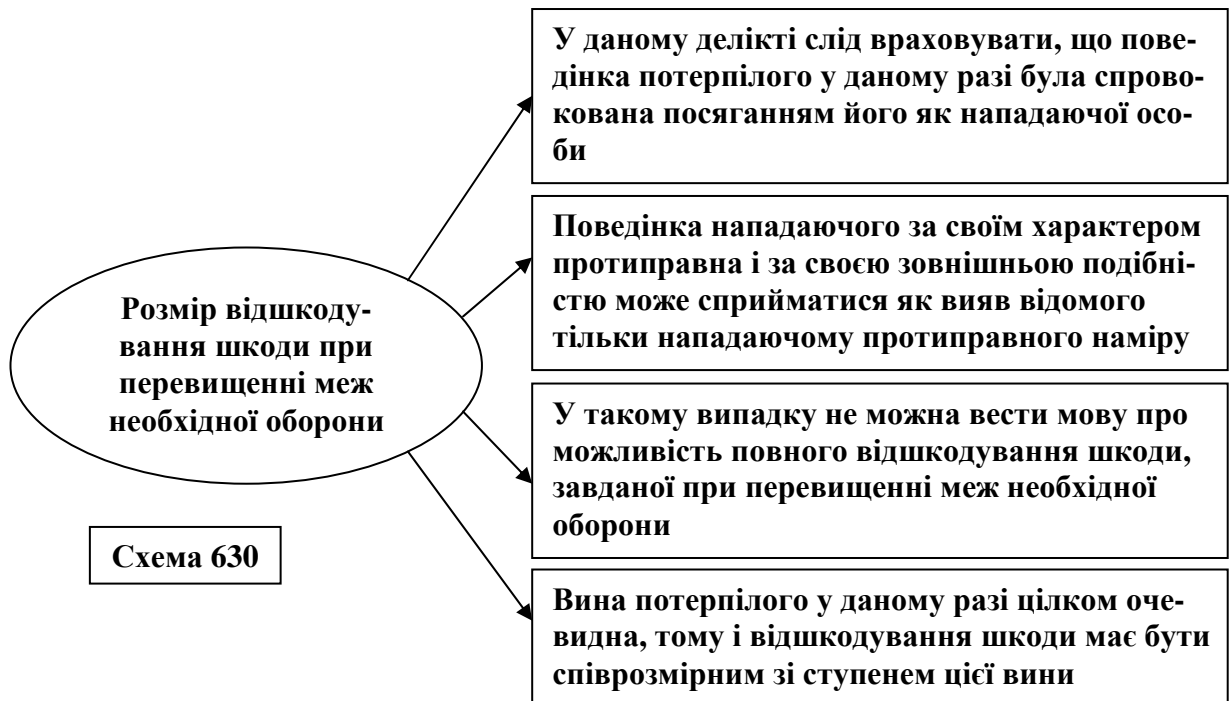 У даному делікті слід враховувати, що пове-
дінка потерпілого у даному разі була спрово-
кована посяганням його як нападаючої осо-
би
Поведінка нападаючого за своїм характером
протиправна і за своєю зовнішньою подібні-
стю може сприйматися як вияв відомого
тільки нападаючому протиправного наміру
Розмір відшкоду-
вання шкоди при
перевищенні меж
необхідної оборони
У такому випадку не можна вести мову про
можливість повного відшкодування шкоди,
завданої при перевищенні меж необхідної
оборони
Схема 630
Вина потерпілого у даному разі цілком оче-
видна, тому і відшкодування шкоди має бути
співрозмірним зі ступенем цієї вини